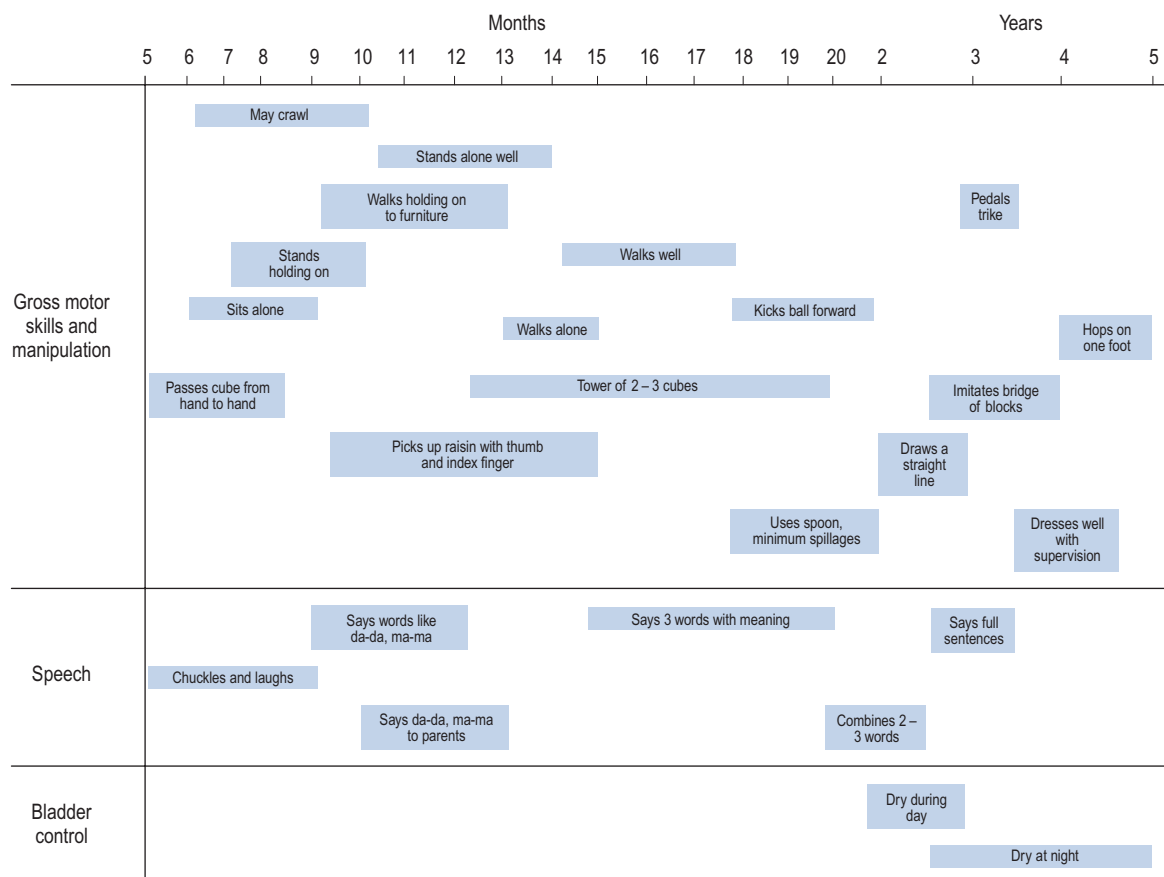 Months
Years
5 6 7 8 9 10 11 12 13 14 15 16 17 18 19 20 2 3 4 5
Gross motor
skills and
manipulation
May crawl
Stands alone well
Walks holding on
to furniture
Pedals
trike
Stands
holding on
Walks well
Sits alone
Kicks ball forward
Walks alone
Hops on
one foot
Passes cube from
hand to hand
Tower of 2 – 3 cubes
Imitates bridge
of blocks
Picks up raisin with thumb
and index finger
Draws a
straight
line
Uses spoon,
minimum spillages
Dresses well
with
supervision
Speech
Says words like
da-da, ma-ma
Says 3 words with meaning
Says full
sentences
Chuckles and laughs
Says da-da, ma-ma
to parents
Combines 2 –
3 words
Bladder
control
Dry during
day
Dry at night